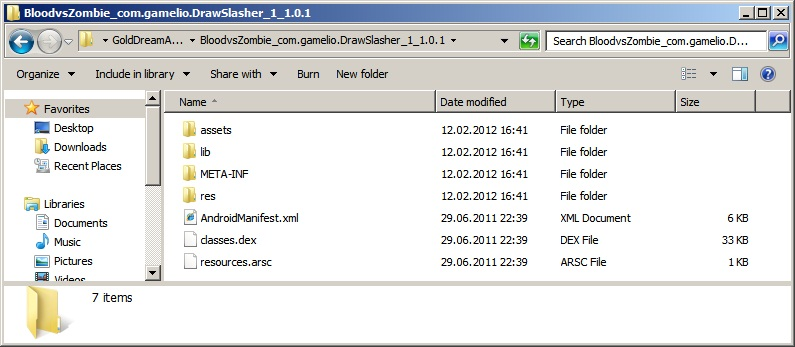 BloodvsZombie_com.gamelio.DrawSlasher_1_1.0.1
GoldDreamA... BloodvsZombie_com.gamelio.DrawSlasher_1_1.0.1 Search BloodvsZombie_com.gamelio.D...
Organize Include in library Share with Burn New folder
Favorites
Desktop
Downloads
Recent Places
Libraries
Documents
Music
Pictures
Videos
Name Date modified Type Size
assets 12.02.2012 16:41 File folder
lib 12.02.2012 16:41 File folder
META-INF 12.02.2012 16:41 File folder
res 12.02.2012 16:41 File folder
AndroidManifest.xml 29.06.2011 22:39 XML Document 6 KB
classes.dex 29.06.2011 22:39 DEX File 33 KB
resources.arsc 29.06.2011 22:39 ARSC File 1 KB
7 items